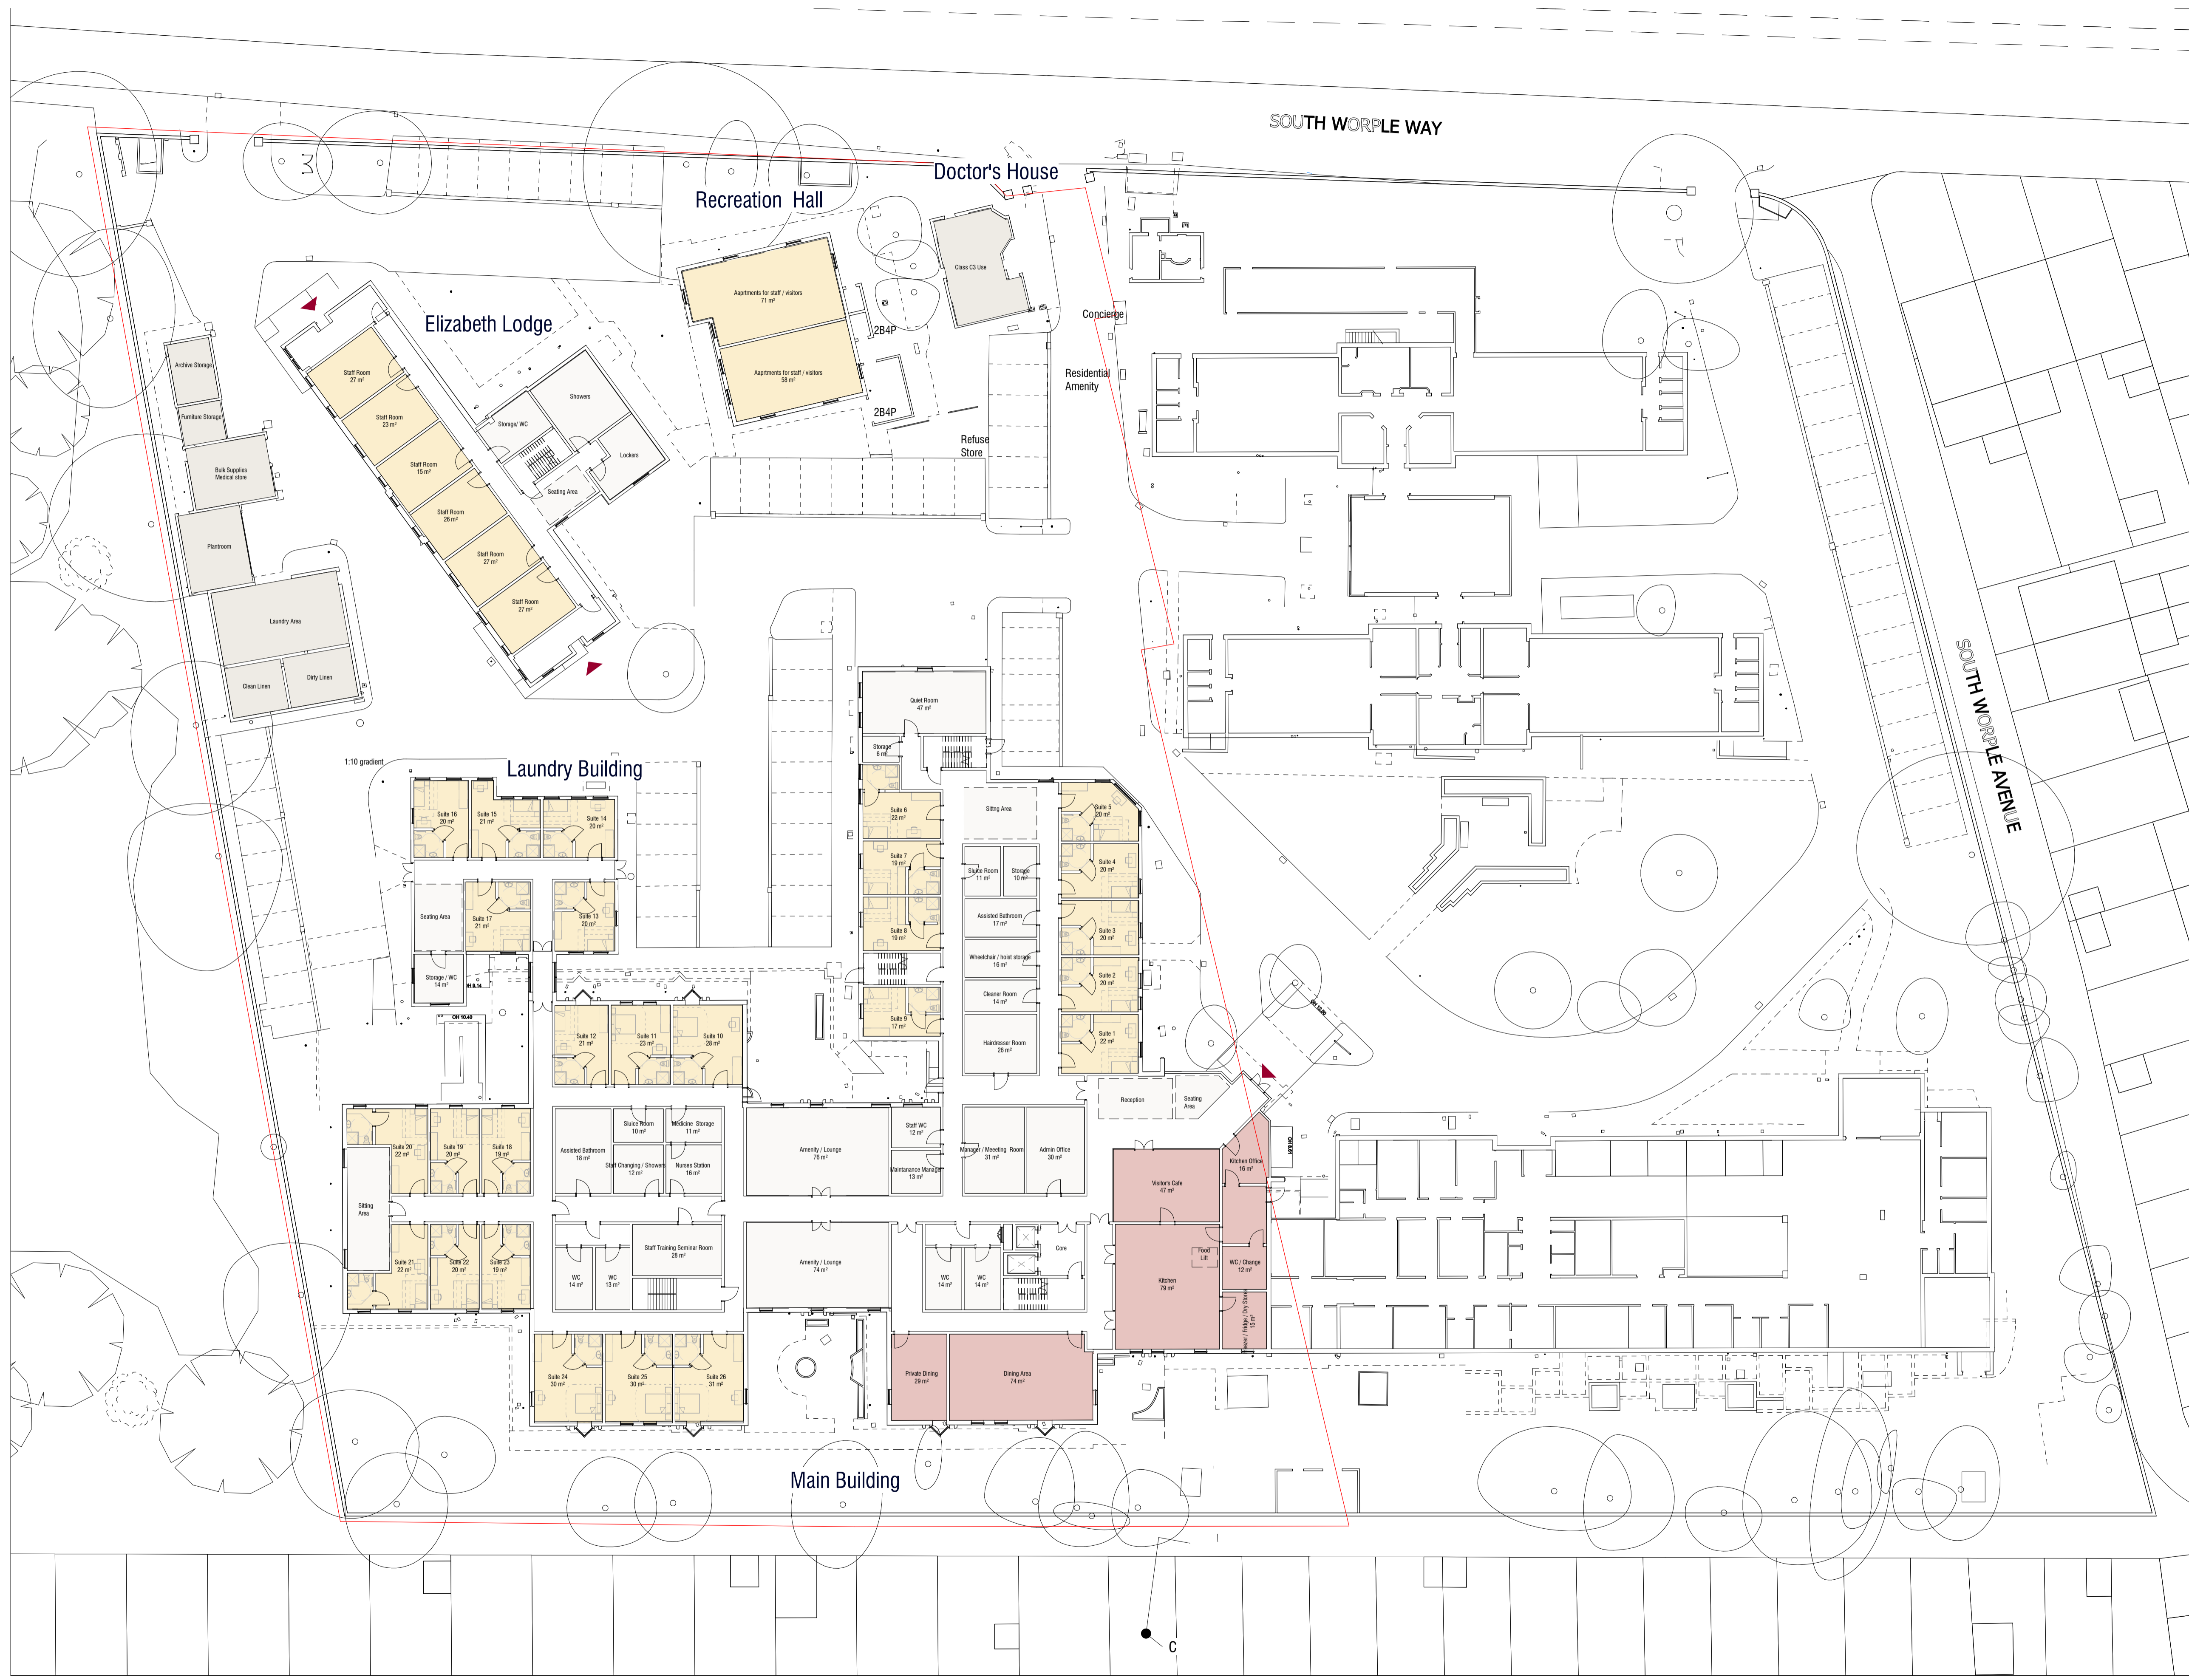 SOUTH WORPLE WAY
Doctor's House
Recreation Hall
Class C3 Use
Concierge
Elizabeth Lodge
Aaprtments for staff / visitors
71 m²
2B4P
Aaprtments for staff / visitors
58 m²
2B4P
Residential
Amenity
Refuse
Store
8
Archive Storage
Furniture Storage
Bulk Supplies
Medical store
Plantroom
Laundry Area
Clean Linen
Dirty Linen
Staff Room
27 m²
Staff Room
23 m²
Staff Room
15 m²
Staff Room
26 m²
Staff Room
27 m²
Staff Room
27 m²
Showers
Storage/ WC
Lockers
Seating Area
SOUTH WORPLE AVENUE
1:10 gradient
Laundry Building
Suite 16
20 m²
Suite 15
21 m²
Suite 14
20 m²
Seating Area
Suite 17
21 m²
Suite 13
20 m²
Storage / WC
14 m²
OH 9.14
OH 10.40
Quiet Room
47 m²
Storage
6 m²
Suite 6
22 m²
Sitting Area
Suite 5
20 m²
Suite 7
19 m²
Sluice Room
11 m²
Storage
10 m²
Suite 4
20 m²
Assisted Bathroom
17 m²
Suite 8
19 m²
Suite 3
20 m²
Wheelchair / hoist storage
16 m²
Suite 2
20 m²
Cleaner Room
14 m²
Suite 9
17 m²
Hairdresser Room
26 m²
Suite 1
22 m²
OH 12.50
Suite 12
21 m²
Suite 11
23 m²
Suite 10
28 m²
Reception
Seating
Area
Suite 20
22 m²
Suite 19
20 m²
Suite 18
19 m²
Assisted Bathroom
18 m²
Sluice Room
10 m²
Medicine Storage
11 m²
Staff Changing / Showers
12 m²
Nurses Station
16 m²
Amenity / Lounge
76 m²
Staff WC
12 m²
Maintanance Manager
13 m²
Manager / Meeeting Room
31 m²
Admin Office
30 m²
Visitor's Cafe
47 m²
Kitchen Office
16 m²
Sitting
Area
Suite 21
22 m²
Suite 22
20 m²
Suite 23
19 m²
WC
14 m²
WC
13 m²
Staff Training Seminar Room
28 m²
Amenity / Lounge
74 m²
WC
14 m²
WC
14 m²
Core
Food
Lift
Kitchen
79 m²
WC / Change
12 m²
15 m²
Suite 24
30 m²
Suite 25
30 m²
Suite 26
31 m²
Private Dining
29 m²
Dining Area
74 m²
Main Building
C